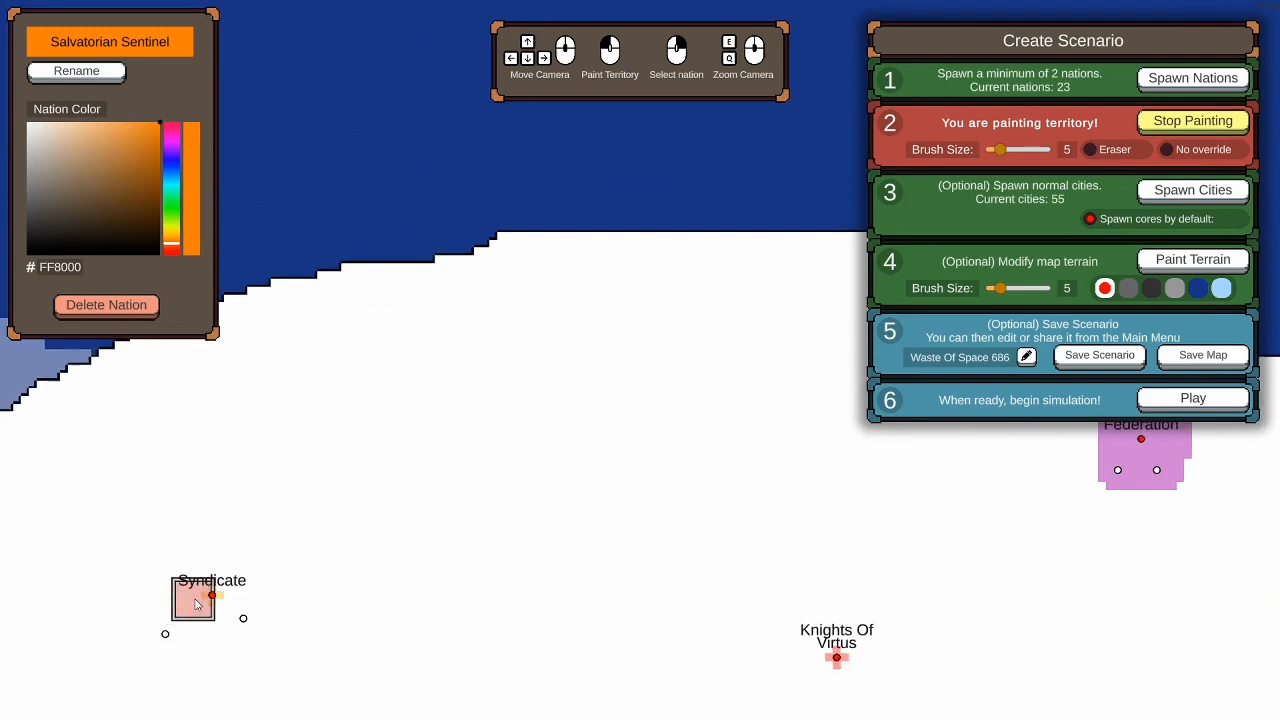 Salvatorian Sentinel
Rename
Nation Color
# FF8000
Delete Nation
E
Q
Move Camera
Paint Territory
Select nation
Zoom Camera
Create Scenario
1
Spawn a minimum of 2 nations.
Current nations: 23
Spawn Nations
2
You are painting territory!
Stop Painting
Brush Size:
5
Eraser
No override
3
(Optional) Spawn normal cities.
Current cities: 55
Spawn Cities
Spawn cores by default:
4
(Optional) Modify map terrain
Paint Terrain
Brush Size:
5
5
(Optional) Save Scenario
You can then edit or share it from the Main Menu
Waste Of Space 686
Save Scenario
Save Map
6
When ready, begin simulation!
Play
Federation
Syndicate
Knights Of
Virtus